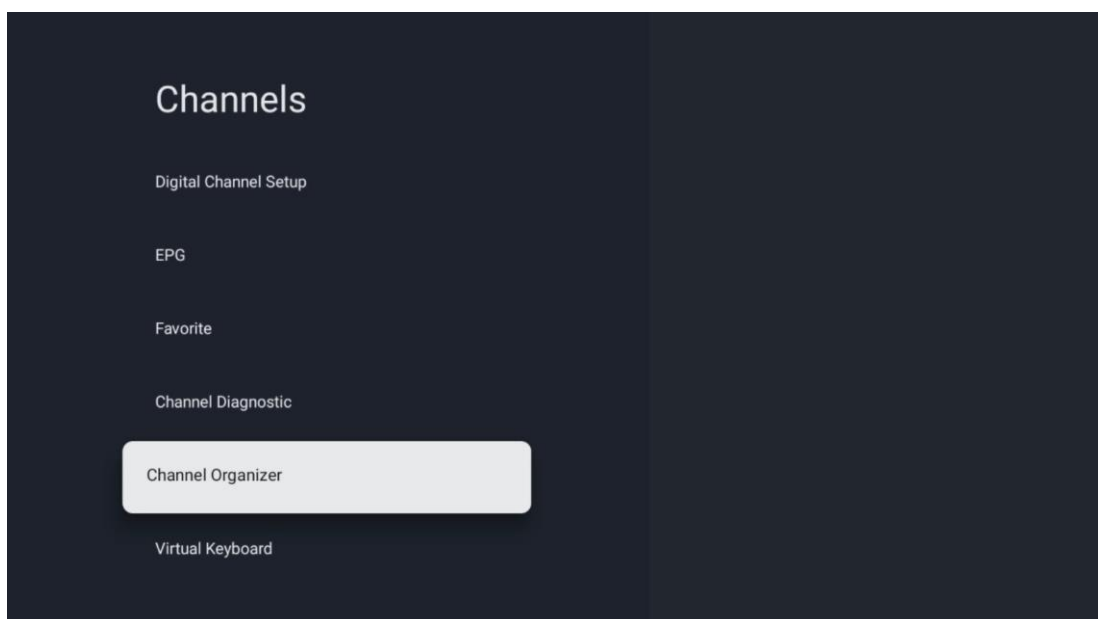 Channels
Digital Channel Setup
EPG
Favorite
Channel Diagnostic
Channel Organizer
Virtual Keyboard